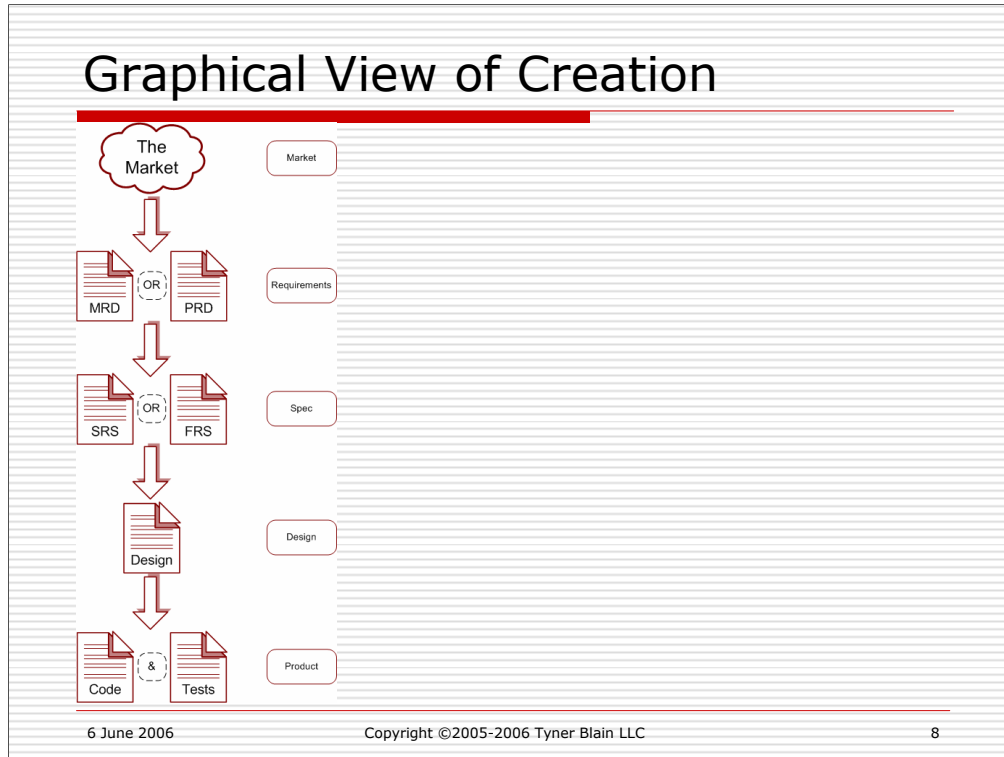 Graphical View of Creation
The
Market
Market
MRD
OR
PRD
Requirements
SRS
OR
FRS
Spec
Design
Design
Code
&
Tests
Product
6 June 2006
Copyright ©2005-2006 Tyner Blain LLC
8